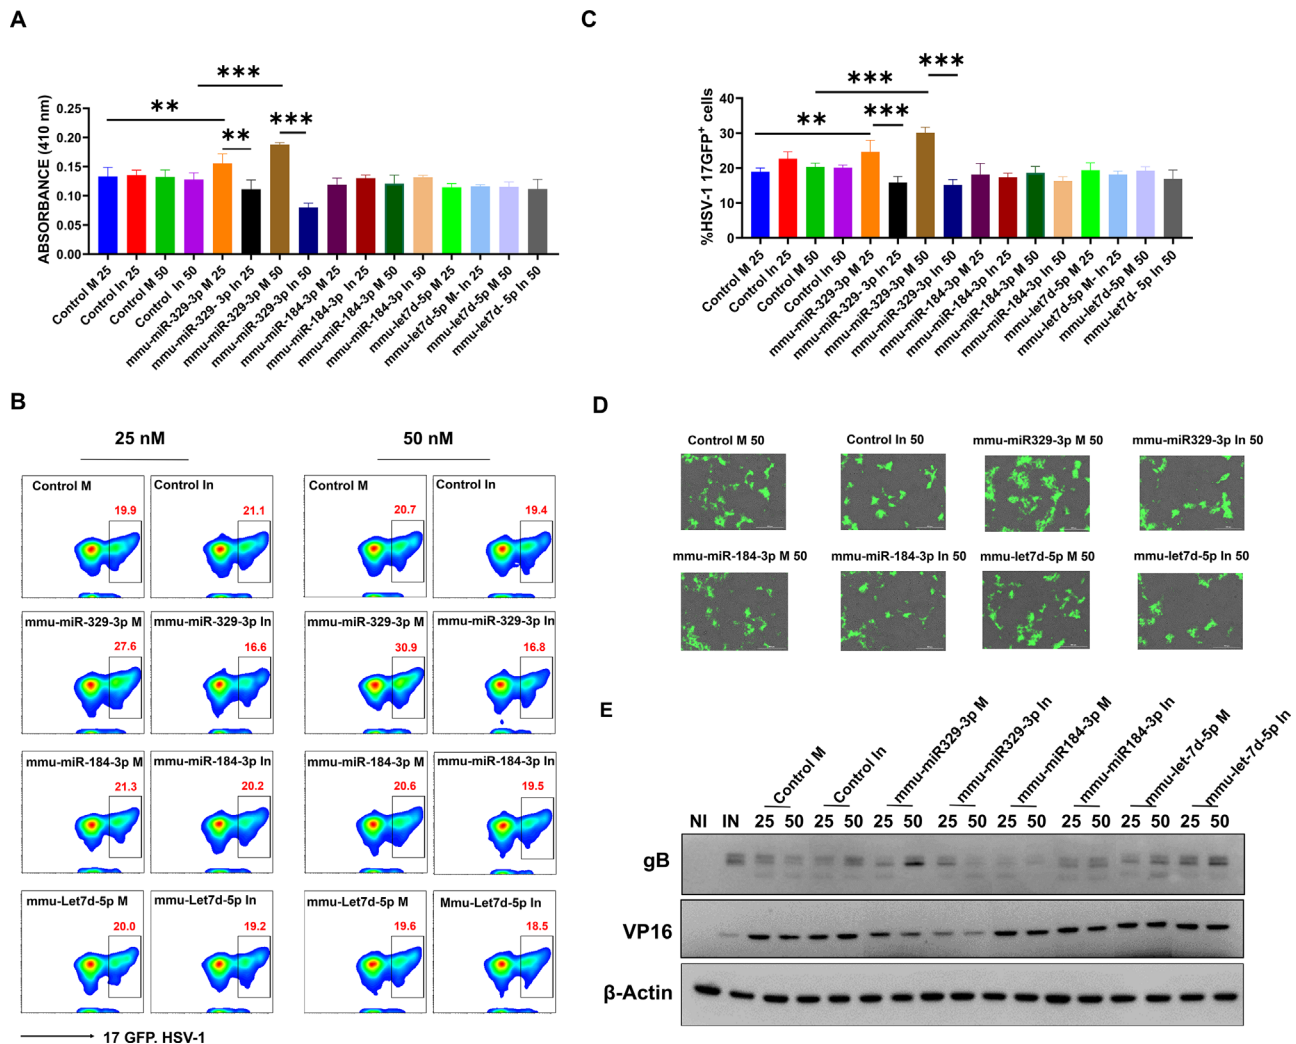 A
ABSORBANCE (410 nm)
0.25
0.20
0.15
0.10
0.05
0.00
**
***
**
***
Control M 25
Control In 25
Control M 50
Control In 50
mmu-miR-329-3p M 25
mmu-miR-329-3p In 25
mmu-miR-329-3p M 50
mmu-miR-329-3p In 50
mmu-miR-184-3p M 25
mmu-miR-184-3p In 25
mmu-miR-184-3p M 50
mmu-miR-184-3p In 50
mmu-let7d-5p M 25
mmu-let7d-5p M- In 25
mmu-let7d-5p M 50
mmu-let7d- 5p In 50
C
%HSV-1 17GFP+ cells
40
30
20
10
0
**
***
***
***
Control M 25
Control In 25
Control M 50
Control In 50
mmu-miR-329-3p M 25
mmu-miR-329- 3p In 25
mmu-miR-329-3p M 50
mmu-miR-329-3p In 50
mmu-miR-184-3p M 25
mmu-miR-184-3p In 25
mmu-miR-184-3p M 50
mmu-miR-184-3p In 50
mmu-let7d-5p M 25
mmu-let7d-5p M- In 25
mmu-let7d-5p M 50
mmu-let7d- 5p In 50
B
25 nM
50 nM
Control M
19.9
Control In
21.1
Control M
20.7
Control In
19.4
mmu-miR-329-3p M
27.6
mmu-miR-329-3p In
16.6
mmu-miR-329-3p M
30.9
mmu-miR-329-3p In
16.8
mmu-miR-184-3p M
21.3
mmu-miR-184-3p In
20.2
mmu-miR-184-3p M
20.6
mmu-miR-184-3p In
19.5
mmu-Let7d-5p M
20.0
mmu-Let7d-5p In
19.2
mmu-Let7d-5p M
19.6
Mmu-Let7d-5p In
18.5
17 GFP, HSV-1
D
Control M 50
Control In 50
mmu-miR329-3p M 50
mmu-miR329-3p In 50
mmu-miR-184-3p M 50
mmu-miR-184-3p In 50
mmu-let7d-5p M 50
mmu-let7d-5p In 50
E
Control M
Control In
mmu-miR329-3p M
mmu-miR329-3p In
mmu-miR184-3p M
mmu-miR184-3p In
mmu-let-7d-5p M
mmu-let-7d-5p In
NI IN 25 50 25 50 25 50 25 50 25 50 25 50 25 50 25 50
gB
VP16
β-Actin